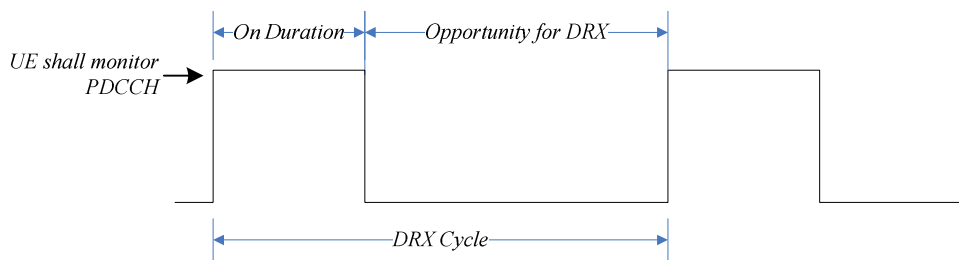 On Duration
Opportunity for DRX
UE shall monitor
PDCCH
DRX Cycle